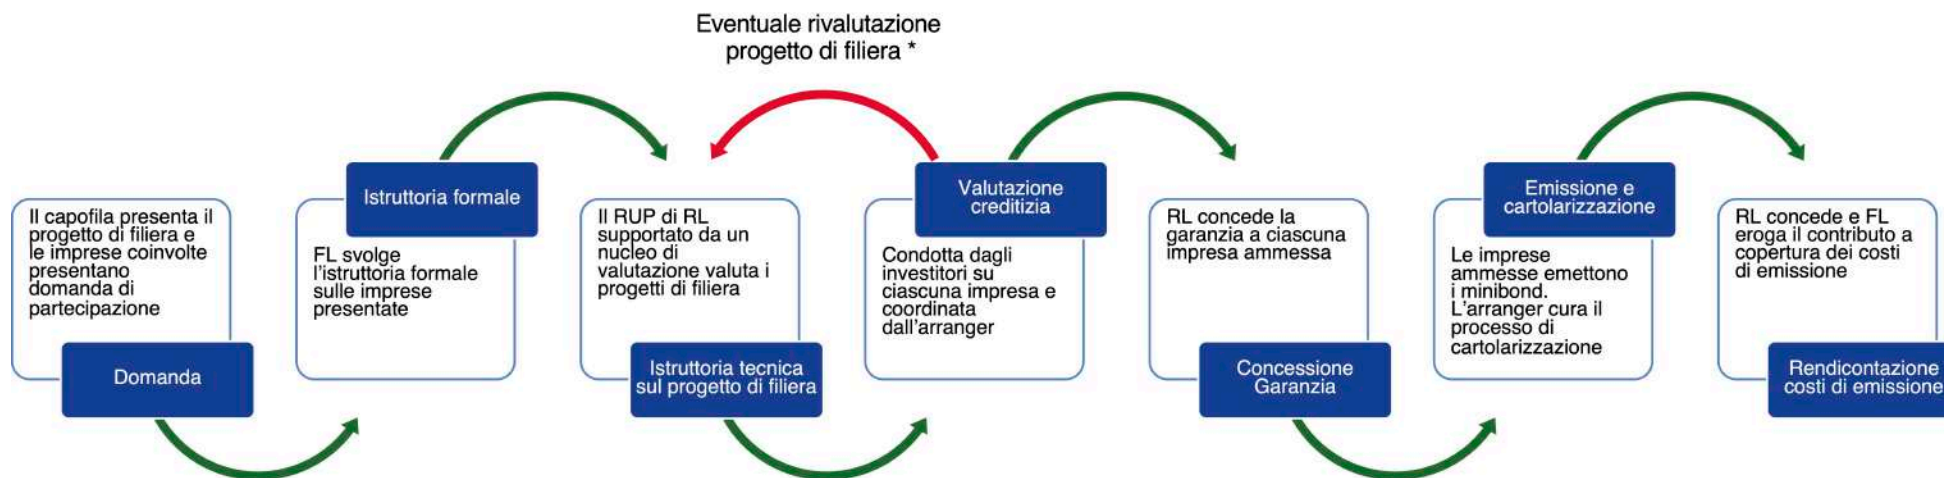 Eventuale rivalutazione
progetto di filiera *
Il capofila presenta il
progetto di filiera e
le imprese coinvolte
presentano
domanda di
partecipazione
Domanda
Istruttoria formale
FL svolge
l'istruttoria formale
sulle imprese
presentate
Il RUP di RL
supportato da un
nucleo di
valutazione valuta i
progetti di filiera
Istruttoria tecnica
sul progetto di filiera
Valutazione
creditizia
Condotta dagli
investitori su
ciascuna impresa e
coordinata
dall'arranger
RL concede la
garanzia a ciascuna
impresa ammessa
Concessione
Garanzia
Emissione e
cartolarizzazione
Le imprese
ammesse emettono
i minibond.
L'arranger cura il
processo di
cartolarizzazione
RL concede e FL
eroga il contributo a
copertura dei costi
di emissione
Rendicontazione
costi di emissione